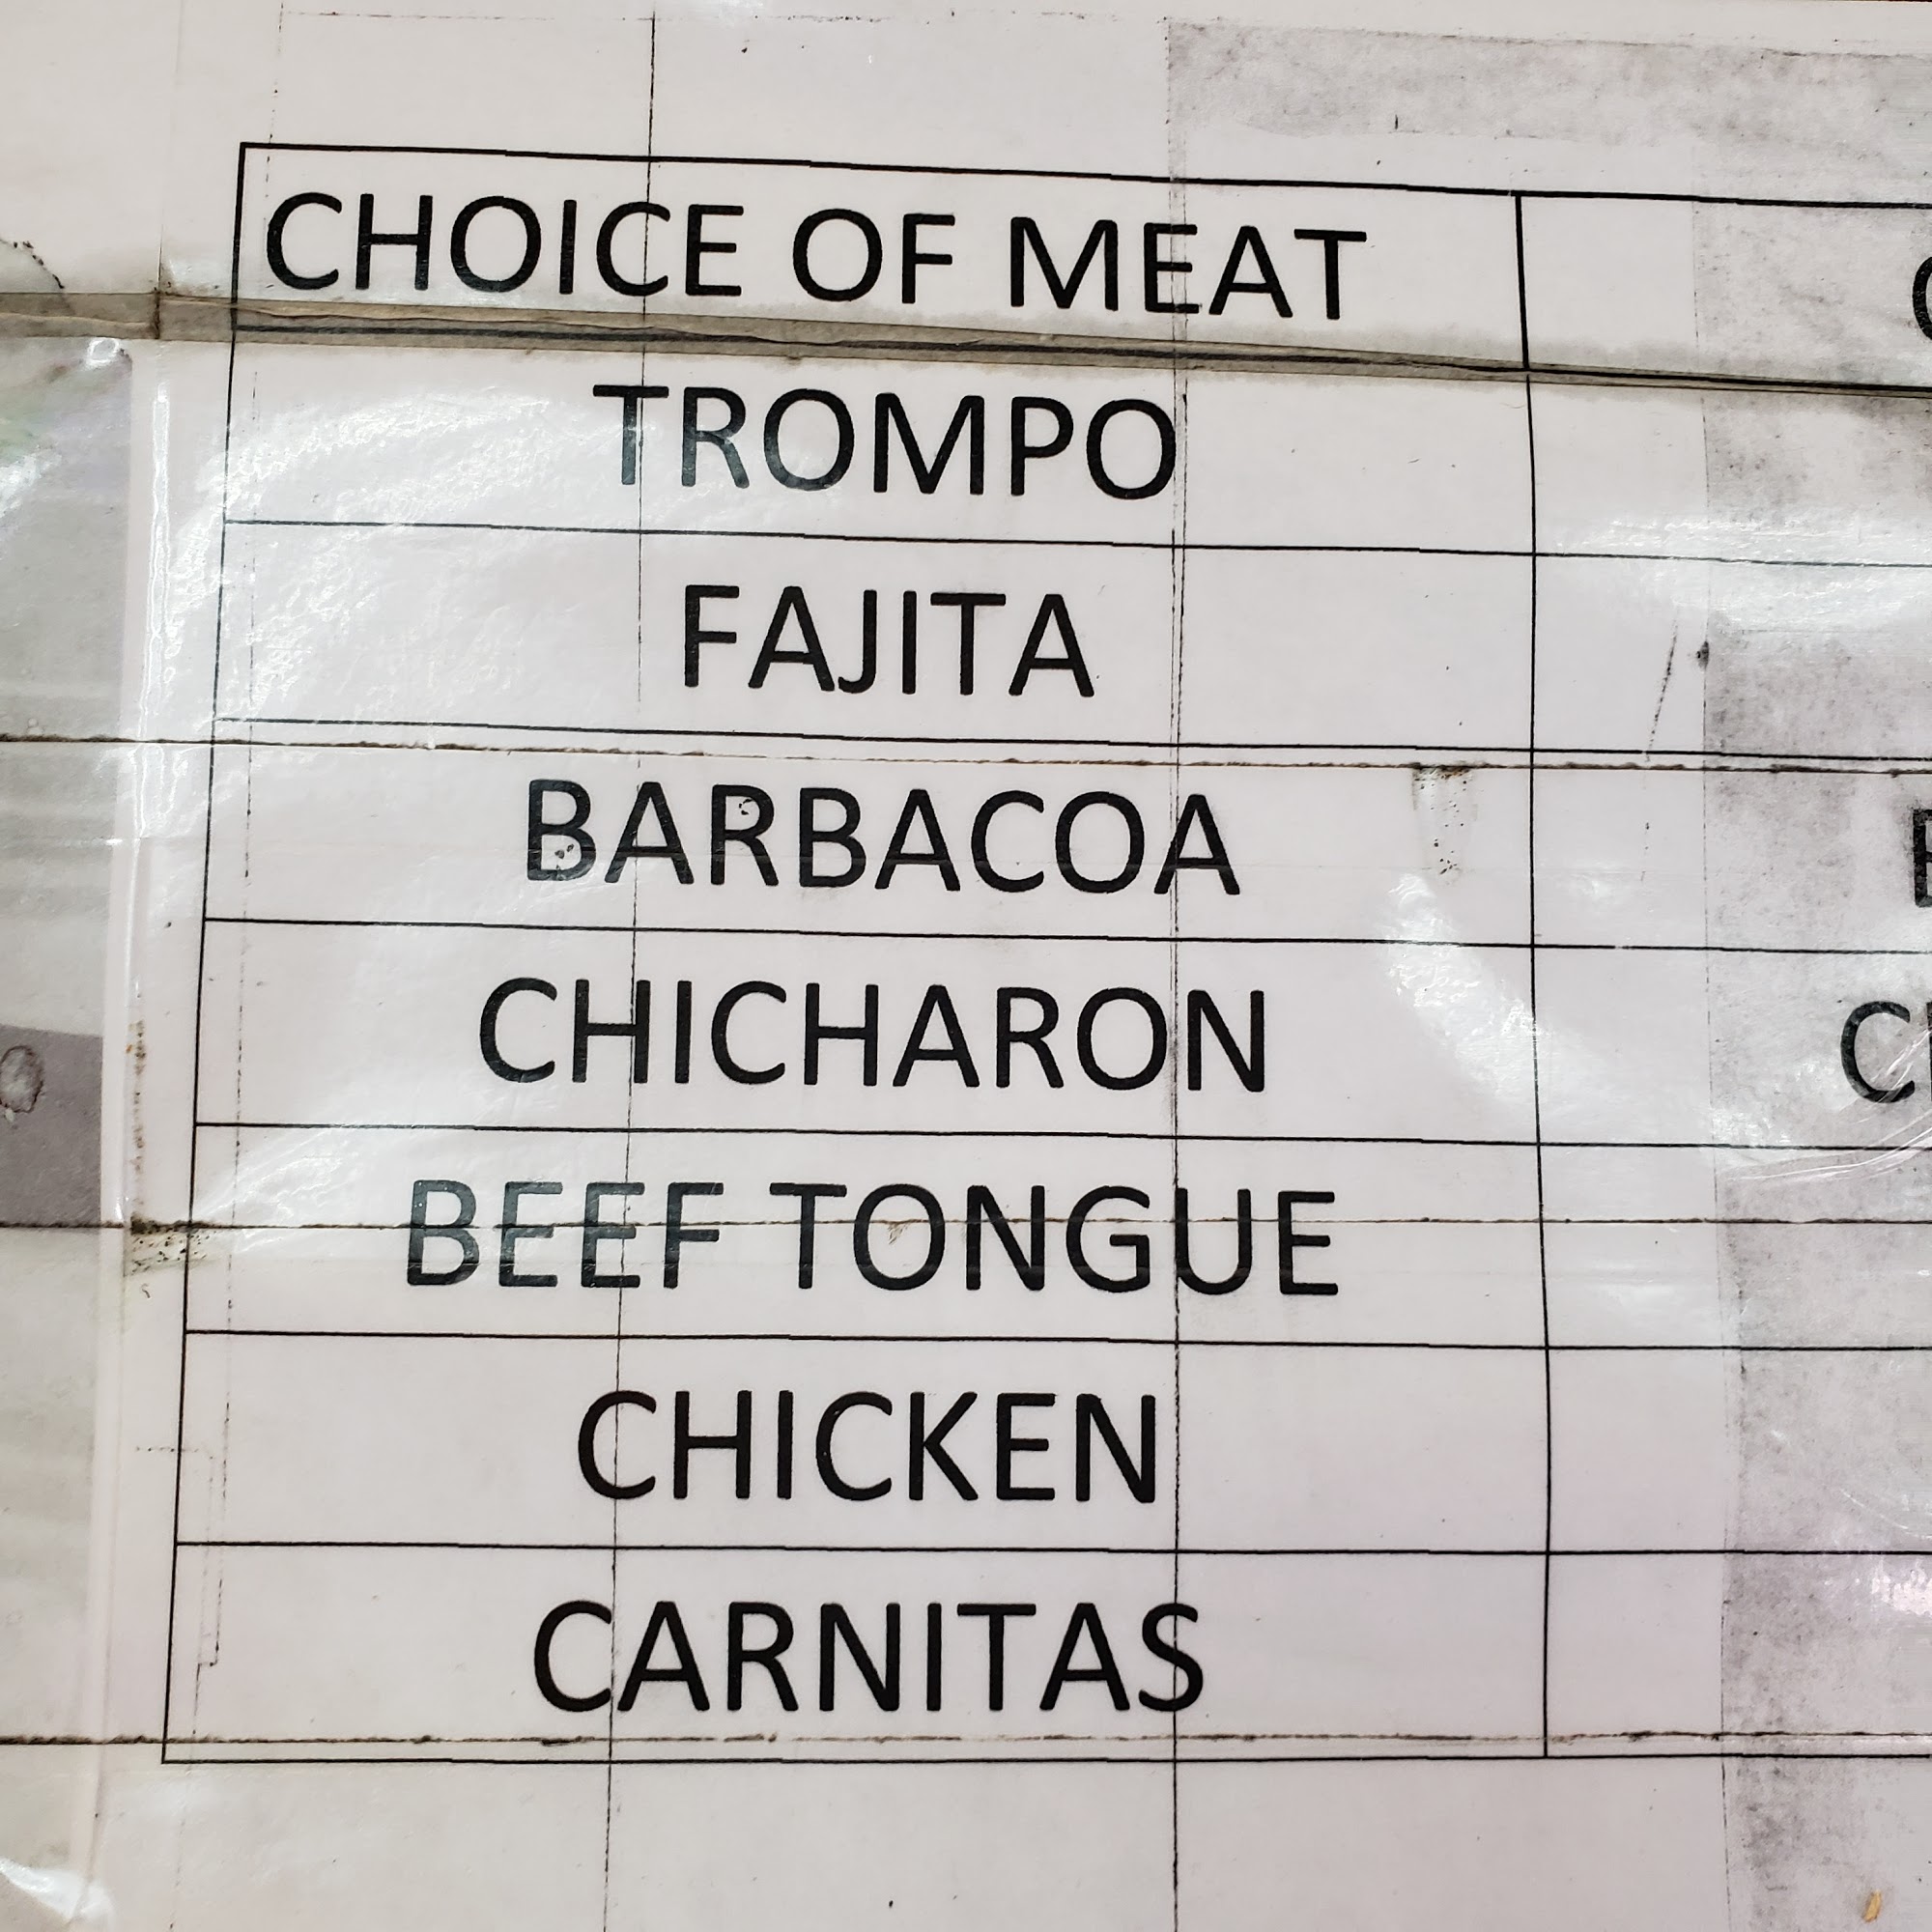 CHOICE OF MEAT
TROMPO
FAJITA
BARBACOA
CHICHARON
BEEF TONGUE
CHICKEN
CARNITAS